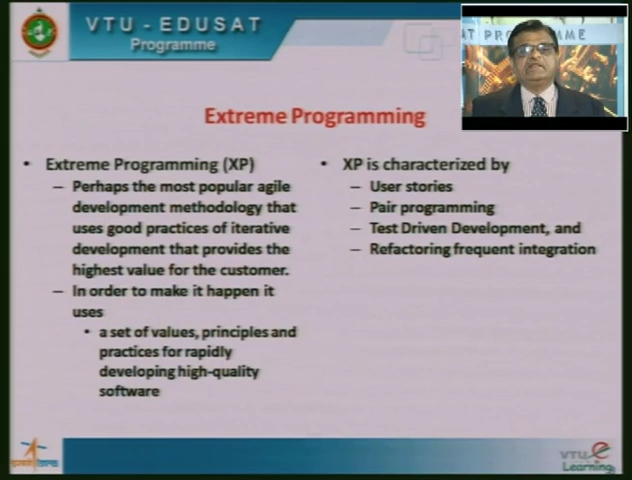 VTU - EDUSAT
Programme
AT PROGRAMME
Extreme Programming
• Extreme Programming (XP)
– Perhaps the most popular agile
development methodology that
uses good practices of iterative
development that provides the
highest value for the customer.
– In order to make it happen it
uses
• a set of values, principles and
practices for rapidly
developing high-quality
software
• XP is characterized by
– User stories
– Pair programming
– Test Driven Development, and
– Refactoring frequent integration
VTU e
Learning